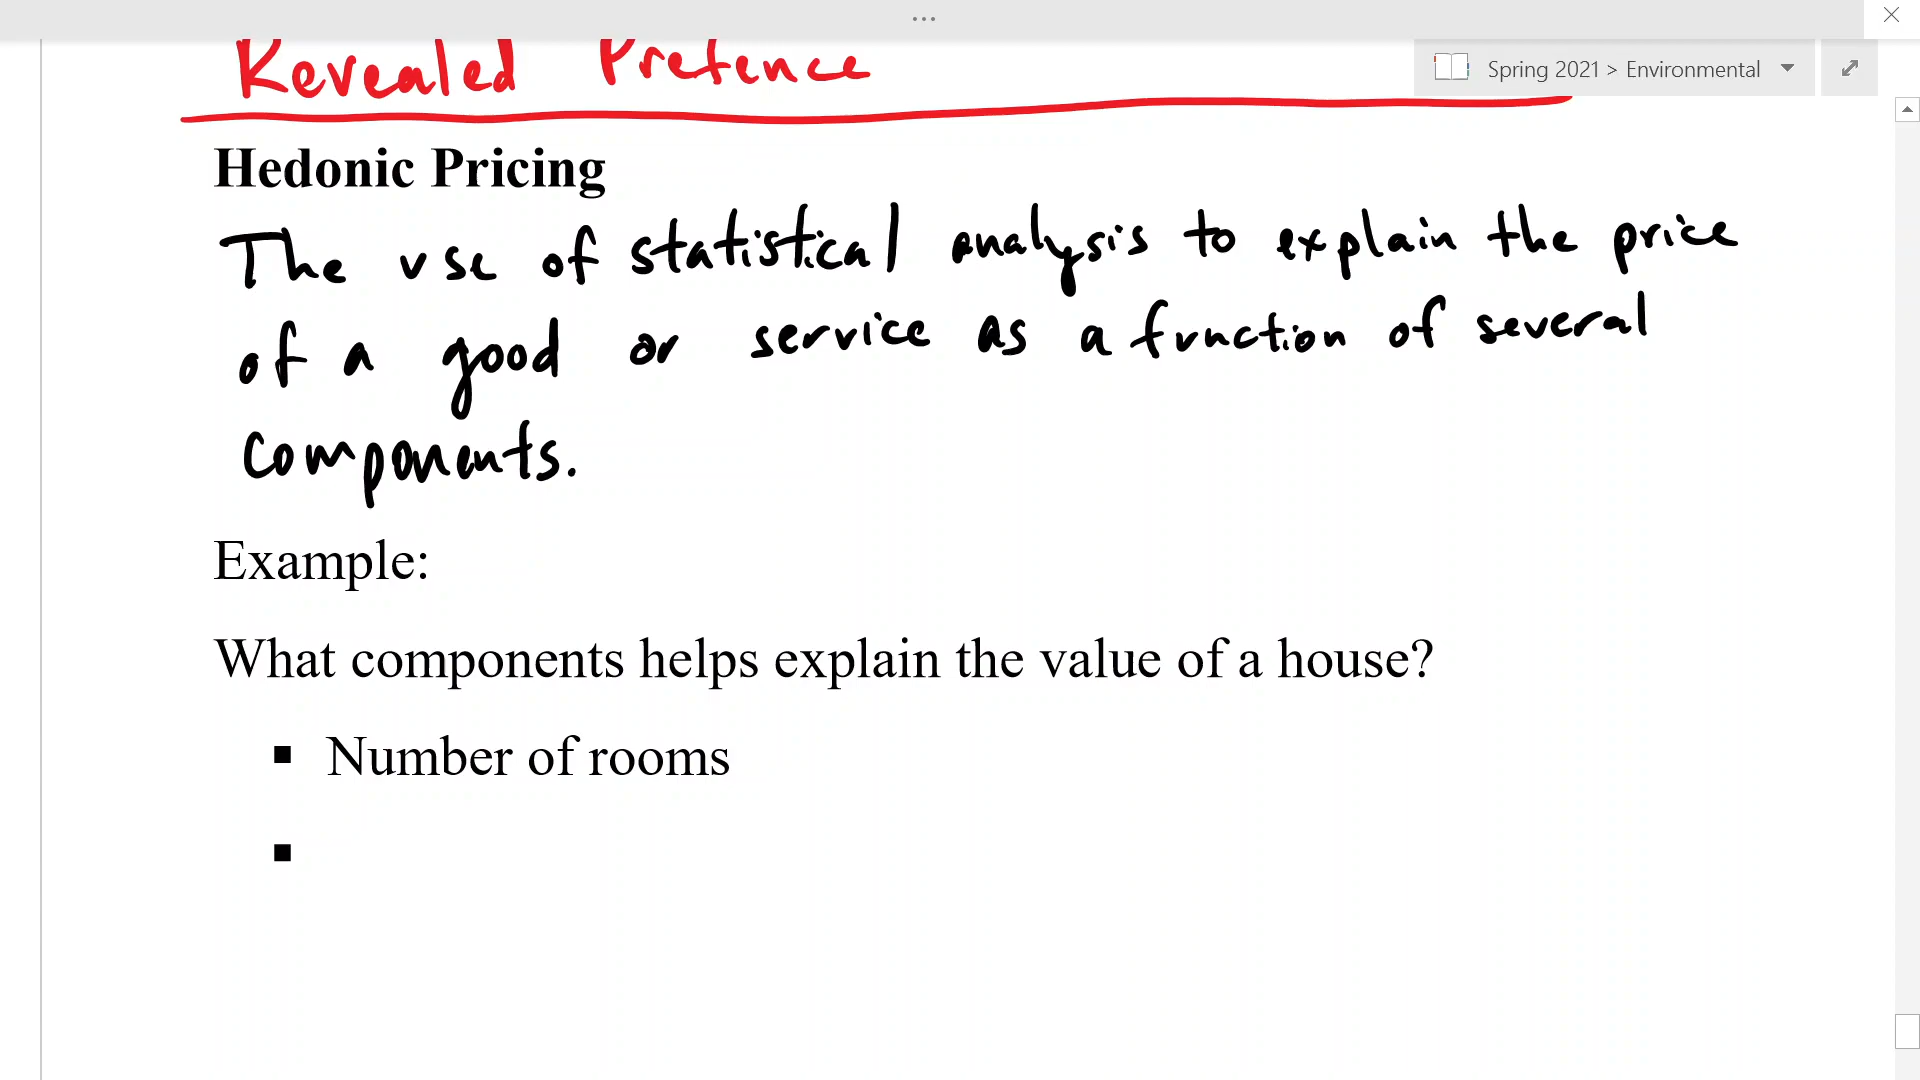 ...
Revealed Prefence
Spring 2021 > Environmental
Hedonic Pricing
The use of statistical analysis to explain the price
of a good or service as a function of several
components.
Example:
What components helps explain the value of a house?
▪ Number of rooms
▪